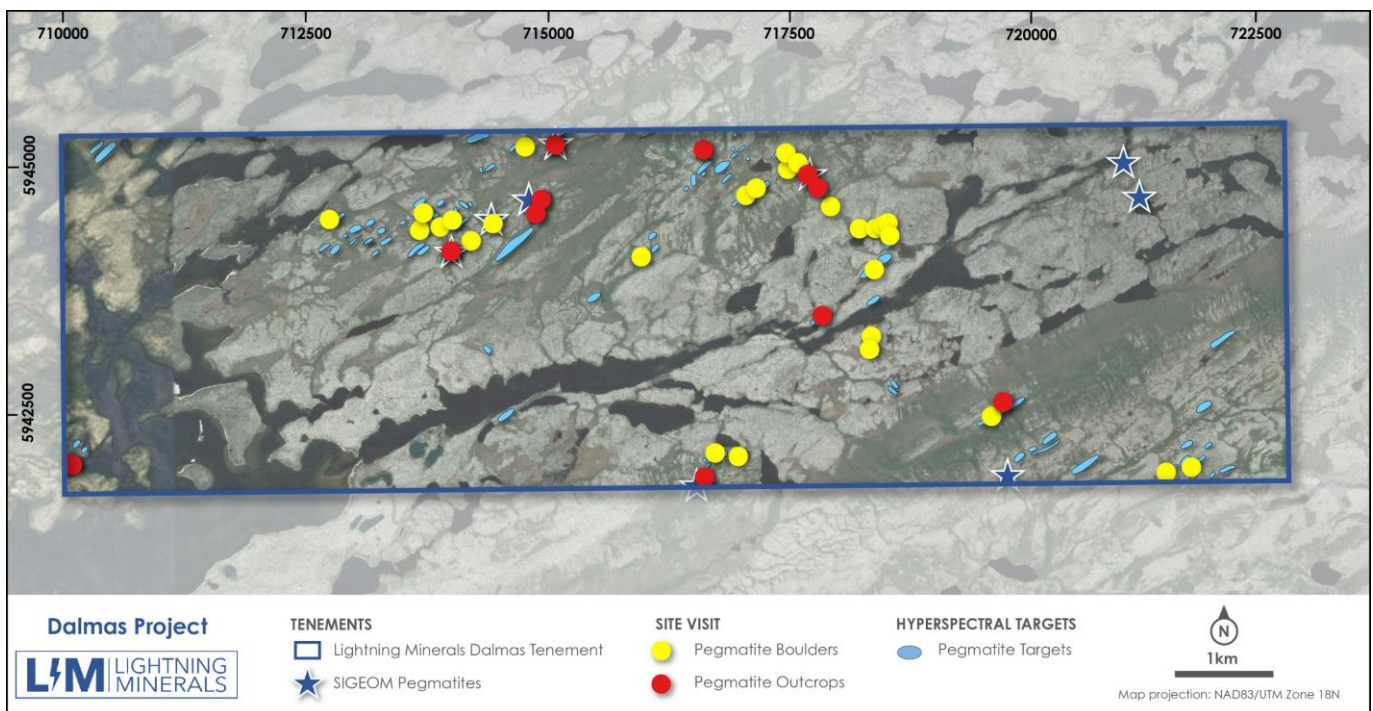 710000
712500
715000
717500
720000
722500
5945000
5942500
Dalmas Project
LM LIGHTNING
MINERALS
TENEMENTS
Lightning Minerals Dalmas Tenement
SIGEOM Pegmatites
SITE VISIT
Pegmatite Boulders
Pegmatite Outcrops
HYPERSPECTRAL TARGETS
Pegmatite Targets
N
1km
Map projection: NAD83/UTM Zone 18N